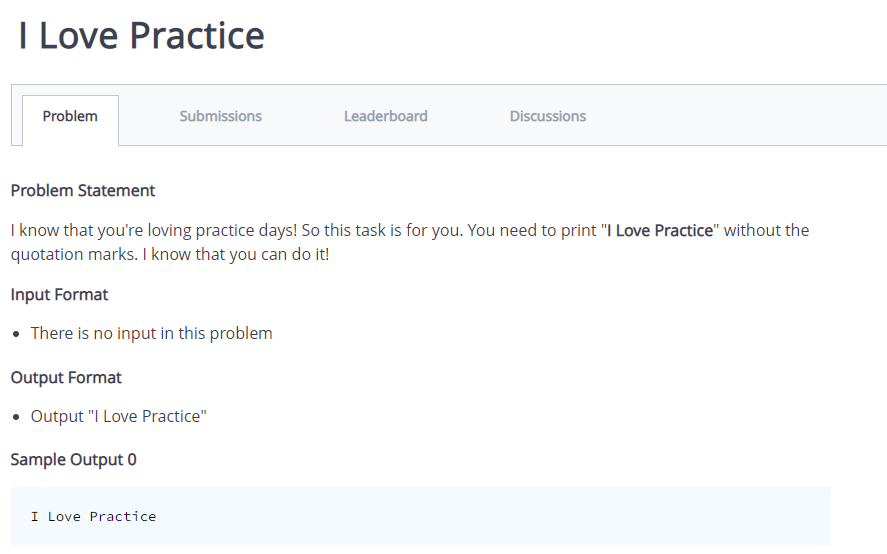 I Love Practice
Problem Submissions Leaderboard Discussions
Problem Statement
I know that you're loving practice days! So this task is for you. You need to print "I Love Practice" without the
quotation marks. I know that you can do it!
Input Format
• There is no input in this problem
Output Format
• Output "I Love Practice"
Sample Output 0
I Love Practice